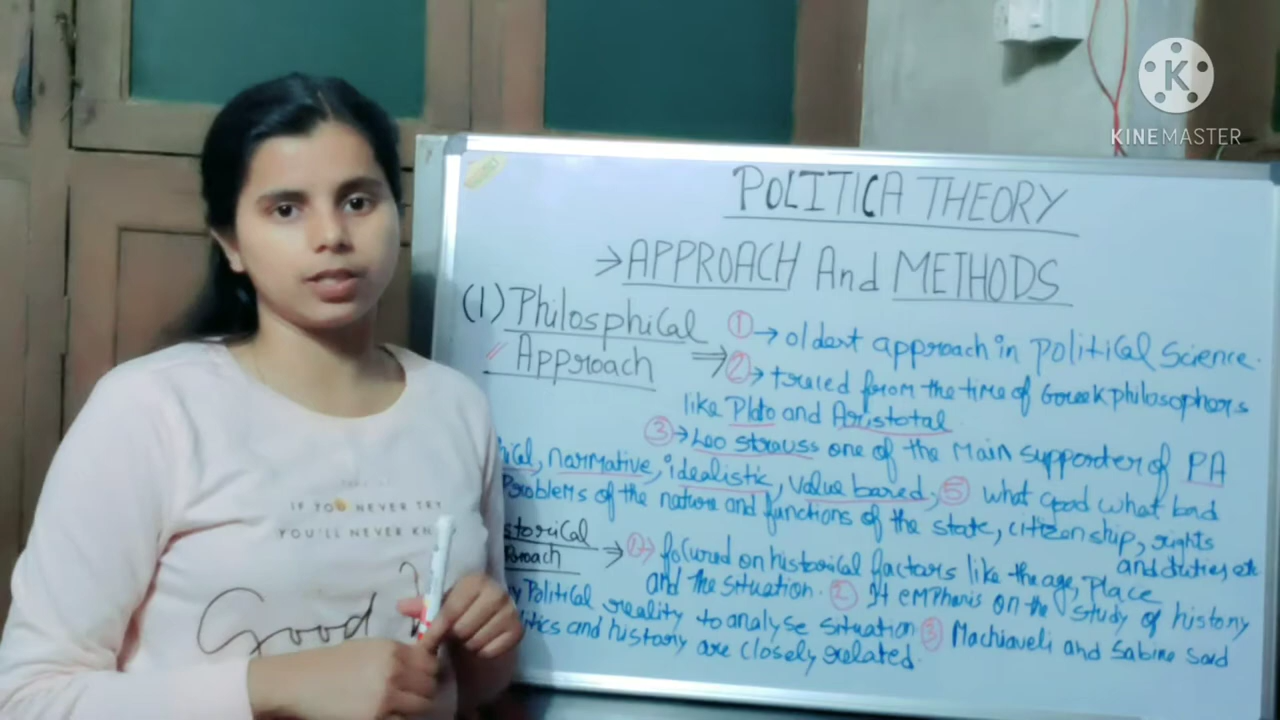 KINEMASTER
POLITICA THEORY
→ APPROACH And METHODS
(1) Philosphical
Approach ⇒
① → oldest approach in political science.
② → traced from the time of Greek philosophers
like Plato and Aristotal
③ → Leo strauss one of the Main supporter of PA
normative, idealistic, value based, ⑤ what good what bad
Problems of the nature and functions of the state, citizenship, rights
and duties, etc
storical → ① → focused on historical factors like the age, place
roach and the situation. ② It emphasis on the study of history
Political reality to analyse situation ③ Machiaveli and Sabine said
itics and history are closely related.
IF YOU NEVER TRY
YOU'LL NEVER KN
Good